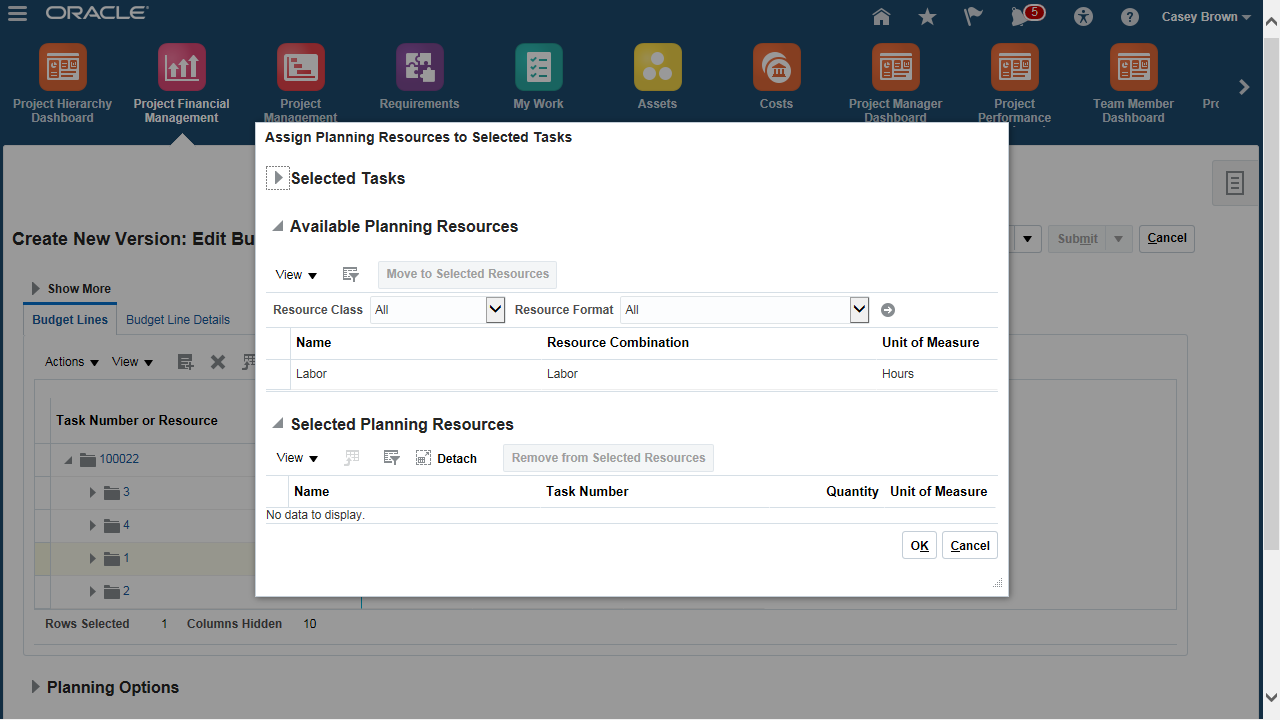 ORACLE
5
Casey Brown
Project Hierarchy Dashboard
Project Financial Management
Project Management
Requirements
My Work
Assets
Costs
Project Manager Dashboard
Project Performance
Team Member Dashboard
Assign Planning Resources to Selected Tasks
Selected Tasks
Available Planning Resources
Create New Version: Edit Bu
Submit
Cancel
View
Move to Selected Resources
Show More
Resource Class All Resource Format All
Budget Lines Budget Line Details
Name Resource Combination Unit of Measure
Actions View
Labor Labor Hours
Task Number or Resource
Selected Planning Resources
View Detach Remove from Selected Resources
100022
Name Task Number Quantity Unit of Measure
3
No data to display.
4
OK Cancel
1
2
Rows Selected 1 Columns Hidden 10
Planning Options